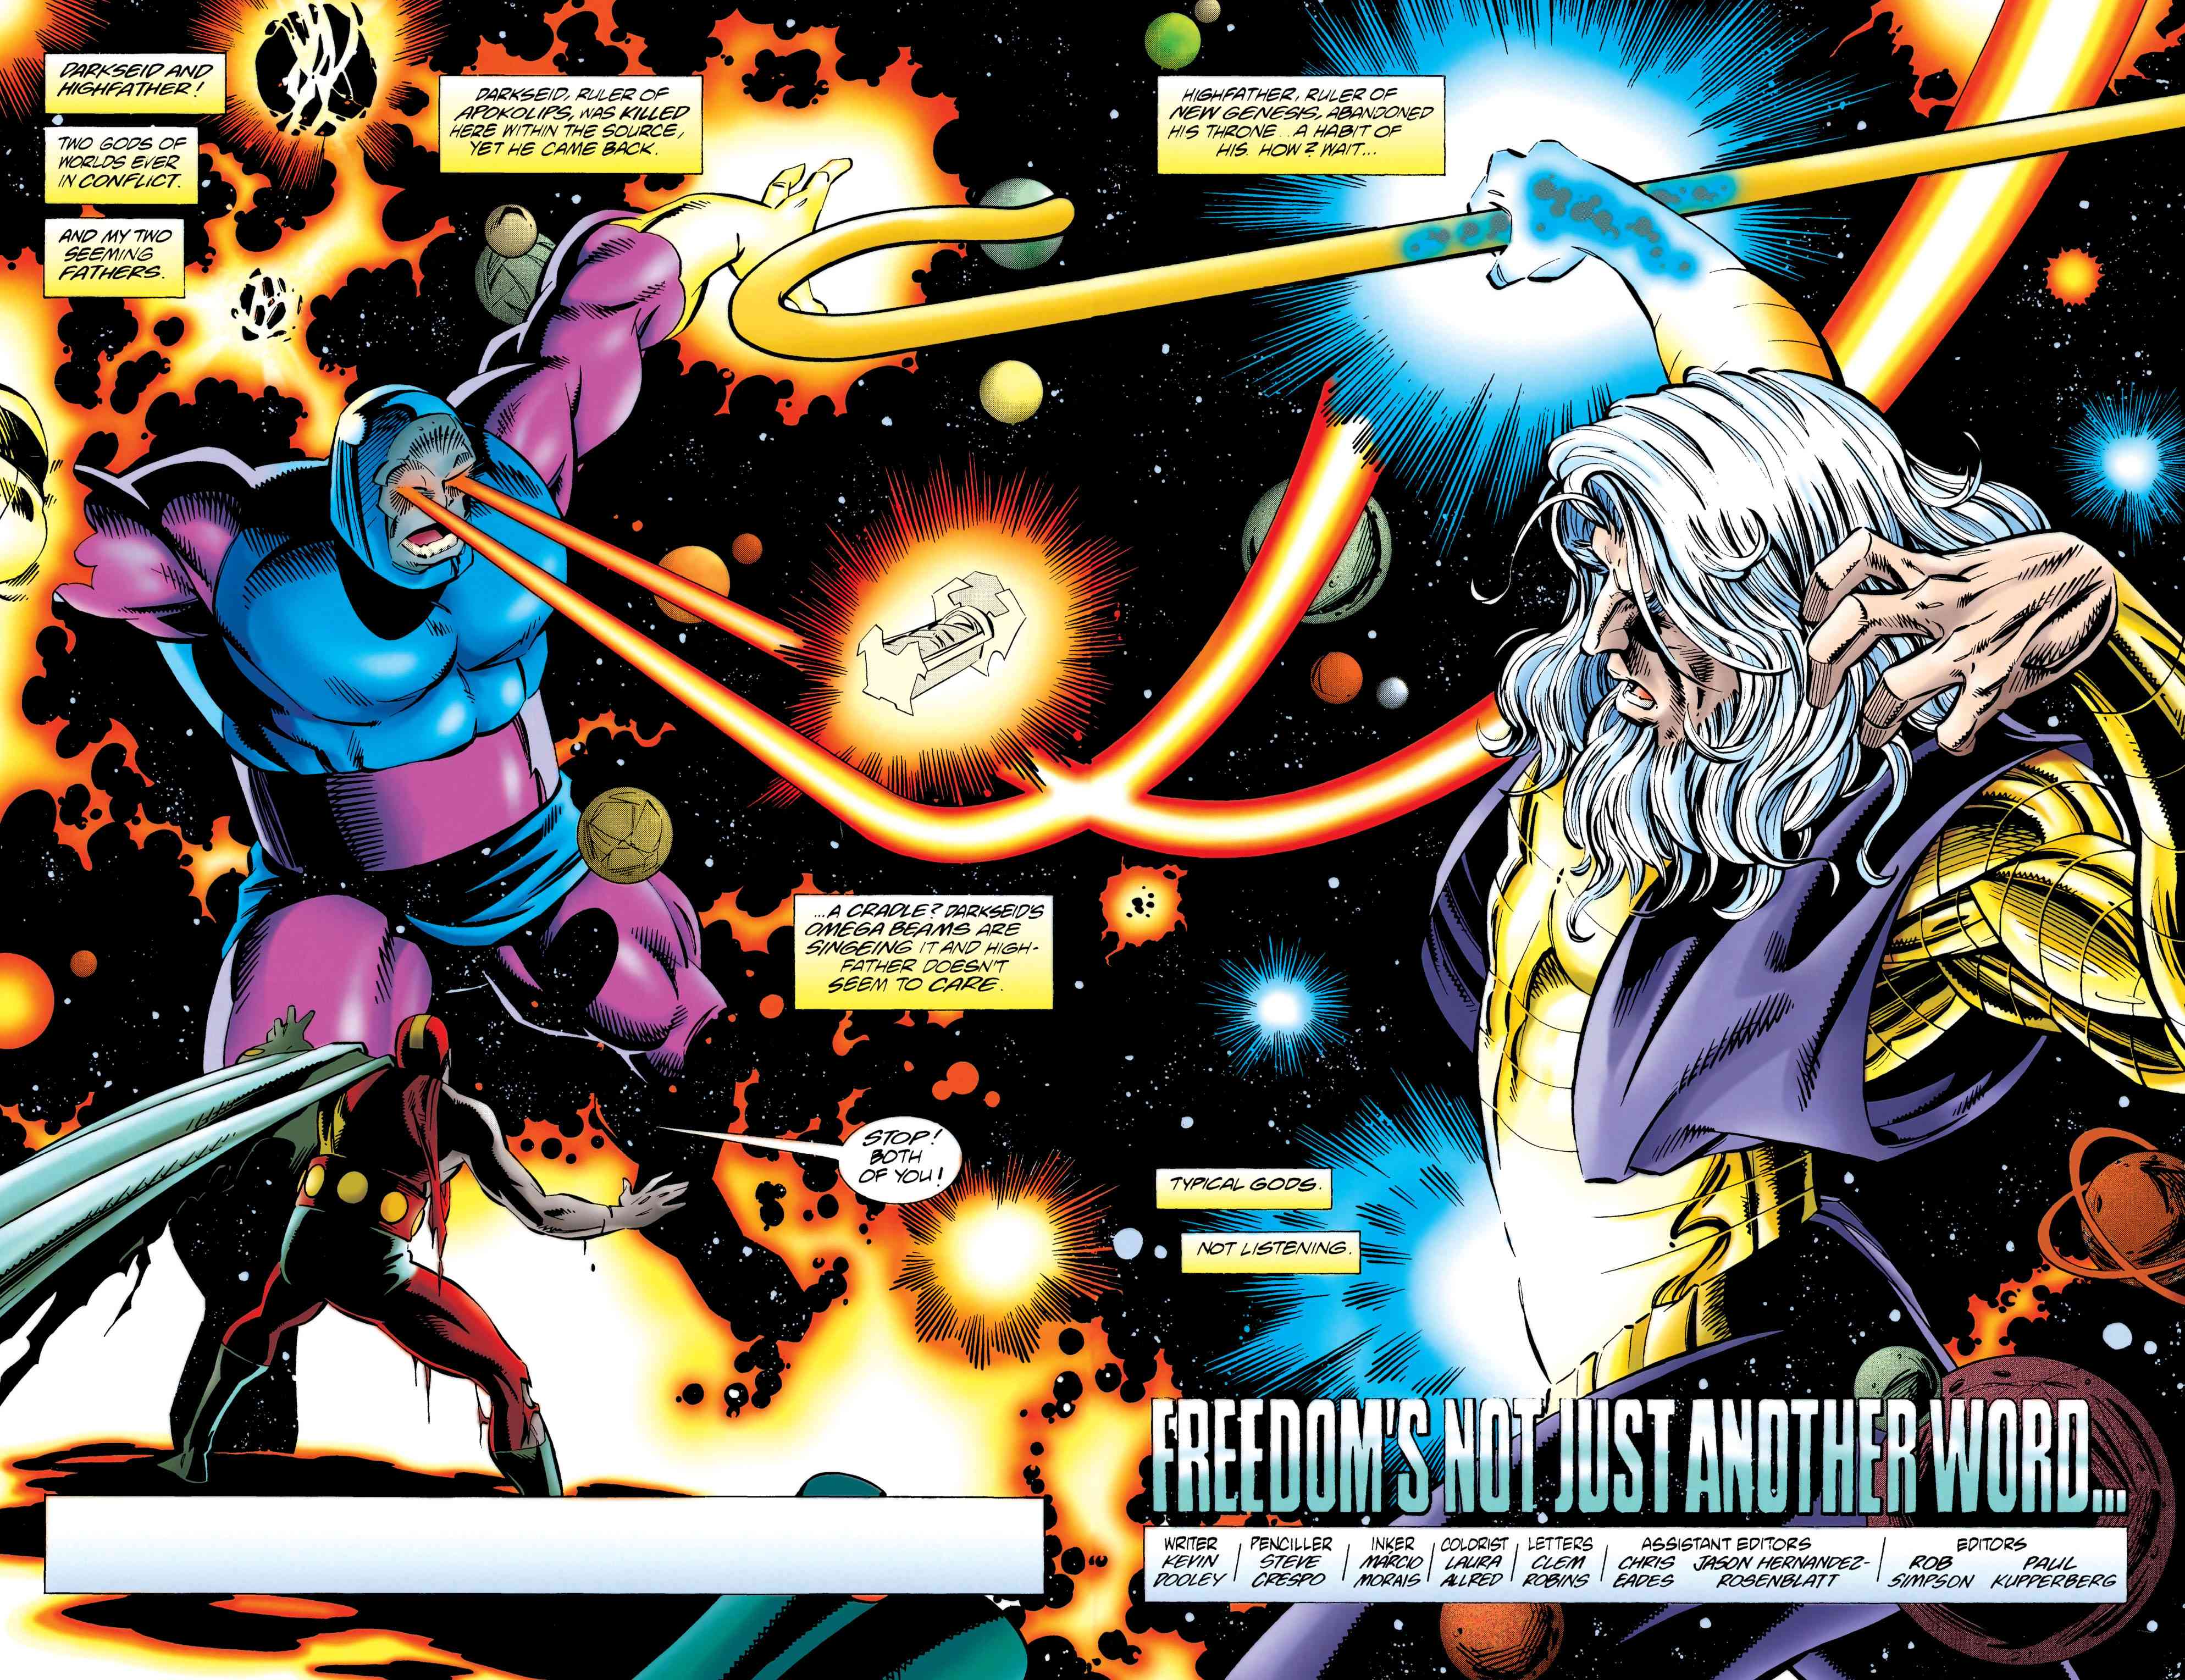 DARKSEID AND
HIGHFATHER!
TWO GODS OF
WORLDS EVER
IN CONFLICT.
AND MY TWO
SEEMING
FATHERS.
DARKSEID, RULER OF
APOKOLIPS, WAS KILLED
HERE WITHIN THE SOURCE,
YET HE CAME BACK.
HIGHFATHER, RULER OF
NEW GENESIS, ABANDONED
HIS THRONE...A HABIT OF
HIS. HOW? WAIT...
...A CRADLE? DARKSEID'S
OMEGA BEAMS ARE
SINGEING IT AND HIGH-
FATHER DOESN'T
SEEM TO CARE.
STOP!
BOTH
OF YOU!
TYPICAL GODS.
NOT LISTENING.
FREEDOM'S NOT JUST ANOTHER WORD...
WRITER
KEVIN
DOOLEY
PENCILLER
STEVE
CRESPO
INKER
MARCIO
MORAIS
COLORIST
LAURA
ALLRED
LETTERS
CLEM
ROBINS
ASSISTANT EDITORS
CHRIS JASON HERNANDEZ-
EADES ROSENBLATT
EDITORS
ROB PAUL
SIMPSON KUPPERBERG